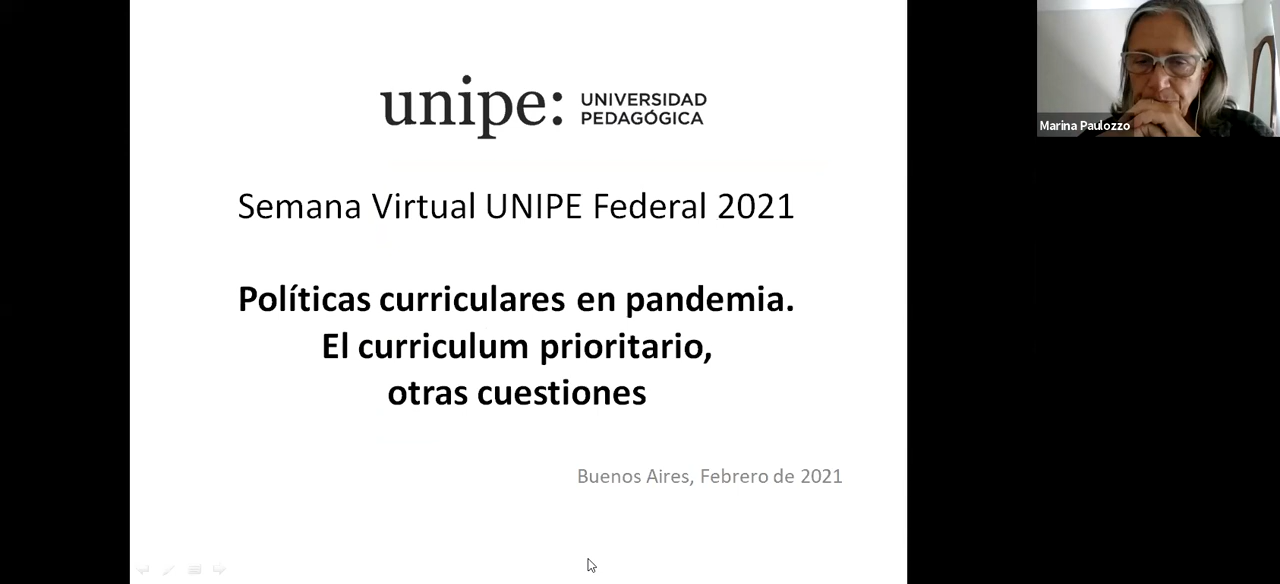 unipe: UNIVERSIDAD
PEDAGÓGICA
Semana Virtual UNIPE Federal 2021
Políticas curriculares en pandemia.
El curriculum prioritario,
otras cuestiones
Buenos Aires, Febrero de 2021
Marina Paulozzo